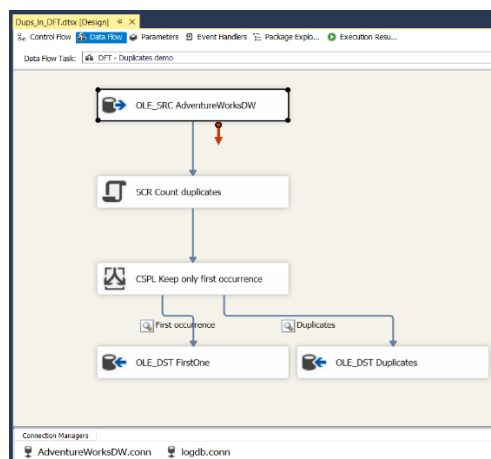 Dups_In_DFT.dtsx [Design]
Control Flow Data Flow Parameters Event Handlers Package Explo... Execution Resu...
Data Flow Task: DFT - Duplicates demo
OLE_SRC AdventureWorksDW
SCR Count duplicates
CSPL Keep only first occurrence
First occurrence Duplicates
OLE_DST FirstOne OLE_DST Duplicates
Connection Managers
AdventureWorksDW.conn logdb.conn